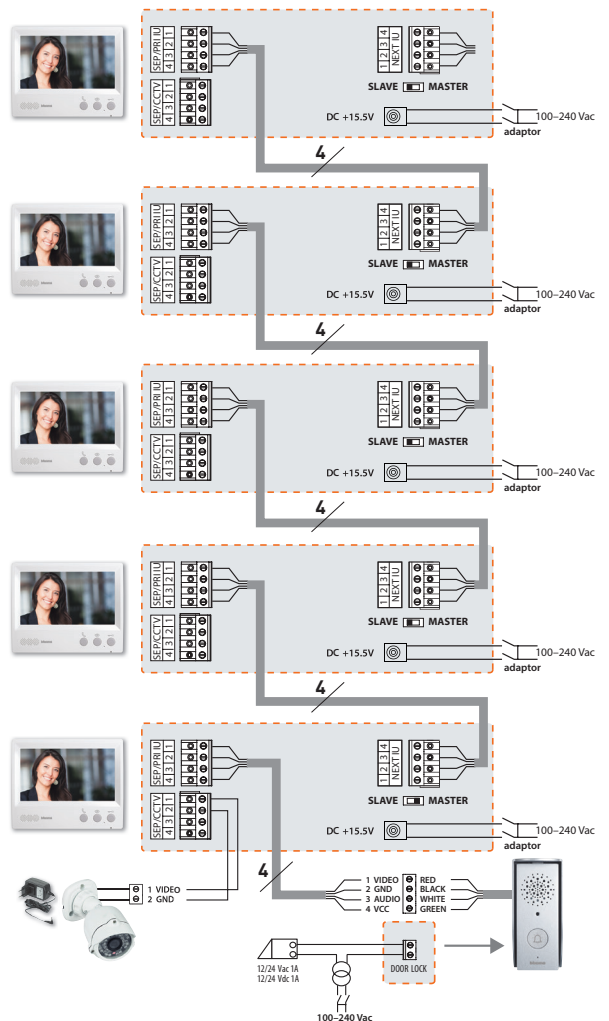 SEP/PRI IU
4 3 2 1
1 2 3 4
NEXT IU
SEP/CCTV
4 3 2 1
SLAVE MASTER
DC +15.5V
100–240 Vac
adaptor
4
SEP/PRI IU
4 3 2 1
1 2 3 4
NEXT IU
SEP/CCTV
4 3 2 1
SLAVE MASTER
DC +15.5V
100–240 Vac
adaptor
4
SEP/PRI IU
4 3 2 1
1 2 3 4
NEXT IU
SEP/CCTV
4 3 2 1
SLAVE MASTER
DC +15.5V
100–240 Vac
adaptor
4
SEP/PRI IU
4 3 2 1
1 2 3 4
NEXT IU
SEP/CCTV
4 3 2 1
DC +15.5V
100–240 Vac
adaptor
4
SEP/PRI IU
4 3 2 1
1 2 3 4
NEXT IU
SEP/CCTV
4 3 2 1
SLAVE MASTER
DC +15.5V
100–240 Vac
adaptor
4
1 VIDEO
2 GND
1 VIDEO RED
2 GND BLACK
3 AUDIO WHITE
4 VCC GREEN
12/24 Vac 1A
12/24 Vdc 1A
DOOR LOCK
100–240 Vac